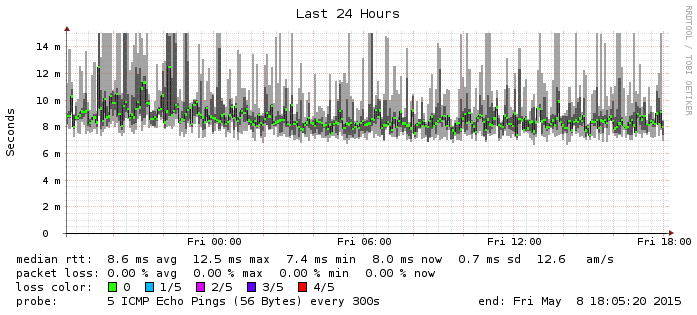 Last 24 Hours
RRDTOOL / TOBI OETIKER
Seconds
14 m
12 m
10 m
8 m
6 m
4 m
2 m
0
Fri 00:00 Fri 06:00 Fri 12:00 Fri 18:00
median rtt: 8.6 ms avg 12.5 ms max 7.4 ms min 8.0 ms now 0.7 ms sd 12.6 am/s
packet loss: 0.00 % avg 0.00 % max 0.00 % min 0.00 % now
loss color: 0 1/5 2/5 3/5 4/5
probe: 5 ICMP Echo Pings (56 Bytes) every 300s end: Fri May 8 18:05:20 2015